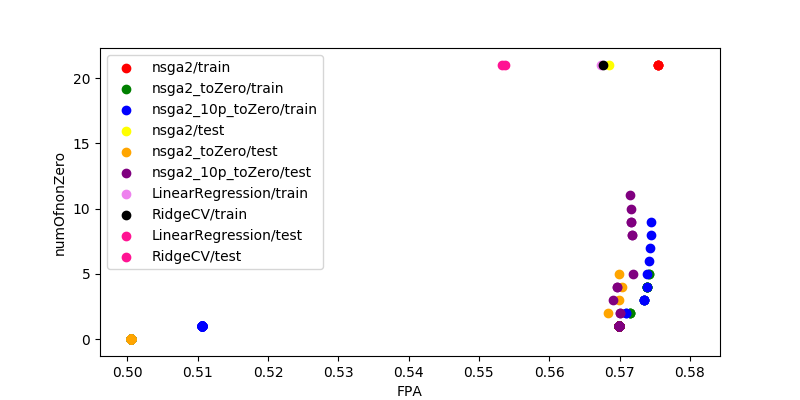 nsga2/train
nsga2_toZero/train
nsga2_10p_toZero/train
nsga2/test
nsga2_toZero/test
nsga2_10p_toZero/test
LinearRegression/train
RidgeCV/train
LinearRegression/test
RidgeCV/test
numOfnonZero
20
15
10
5
0
0.50 0.51 0.52 0.53 0.54 0.55 0.56 0.57 0.58
FPA